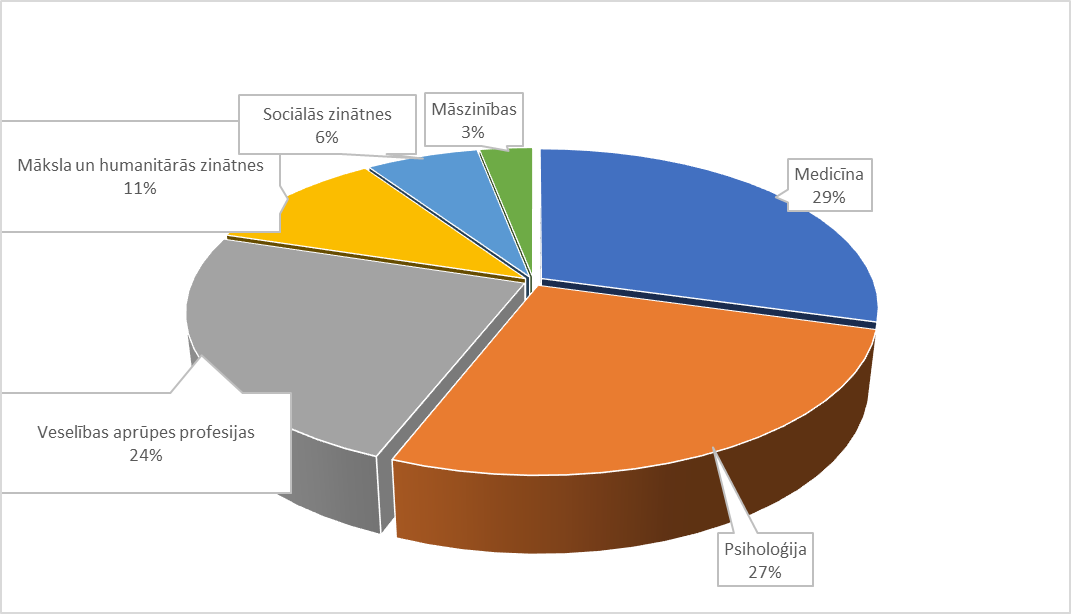 Sociālās zinātnes
6%
Māszinības
3%
Māksla un humanitārās zinātnes
11%
Medicīna
29%
Veselības aprūpes profesijas
24%
Psiholoģija
27%